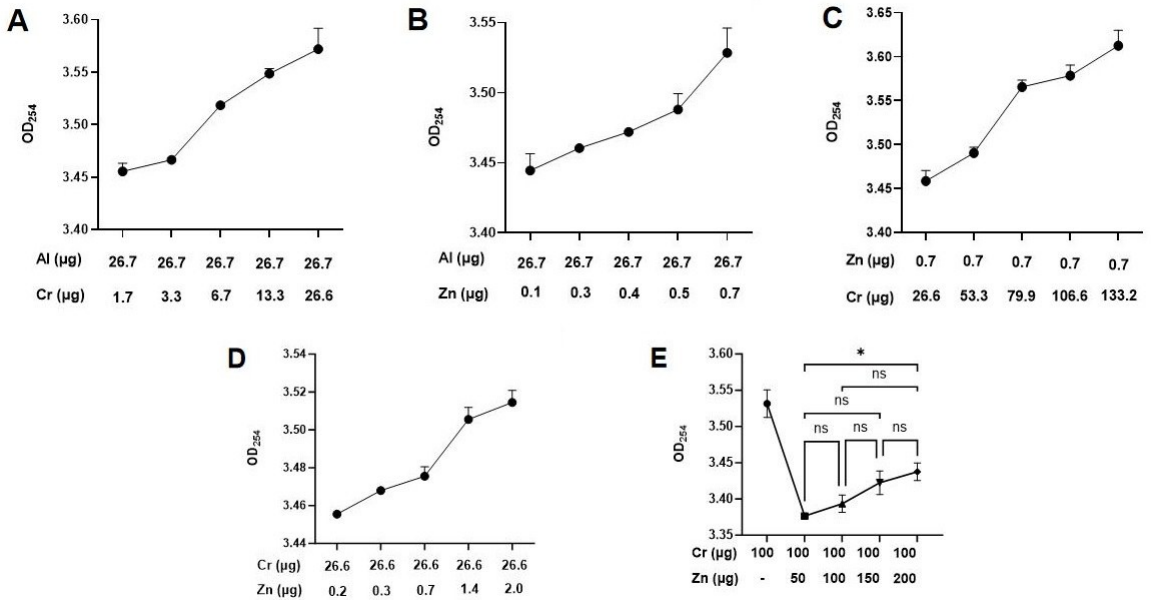 A
3.60
3.55
3.50
3.45
3.40
OD254
Al (µg) 26.7 26.7 26.7 26.7 26.7
Cr (µg) 1.7 3.3 6.7 13.3 26.6
B
3.55
3.50
3.45
3.40
OD254
Al (µg) 26.7 26.7 26.7 26.7 26.7
Zn (µg) 0.1 0.3 0.4 0.5 0.7
C
3.65
3.60
3.55
3.50
3.45
3.40
OD254
Zn (µg) 0.7 0.7 0.7 0.7 0.7
Cr (µg) 26.6 53.3 79.9 106.6 133.2
D
3.54
3.52
3.50
3.48
3.46
3.44
OD254
Cr (µg) 26.6 26.6 26.6 26.6 26.6
Zn (µg) 0.2 0.3 0.7 1.4 2.0
E
3.60
3.55
3.50
3.45
3.40
3.35
OD254
*
ns
ns
ns ns ns
Cr (µg) 100 100 100 100 100
Zn (µg) - 50 100 150 200